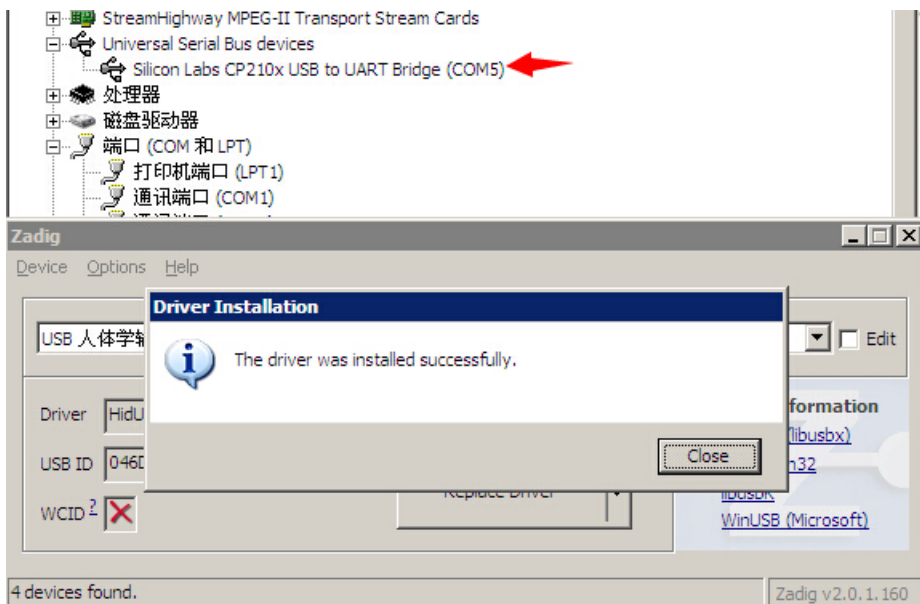 StreamHighway MPEG-II Transport Stream Cards
Universal Serial Bus devices
Silicon Labs CP210x USB to UART Bridge (COM5)
处理器
磁盘驱动器
端口 (COM 和 LPT)
打印机端口 (LPT1)
通讯端口 (COM1)
Zadig
Device Options Help
Driver Installation
USB 人体学
Edit
The driver was installed successfully.
Driver HidU
formation
(libusbx)
USB ID 046D
Close
n32
Replace Driver
libusbK
WCID ?
WinUSB (Microsoft)
4 devices found.
Zadig v2.0.1.160